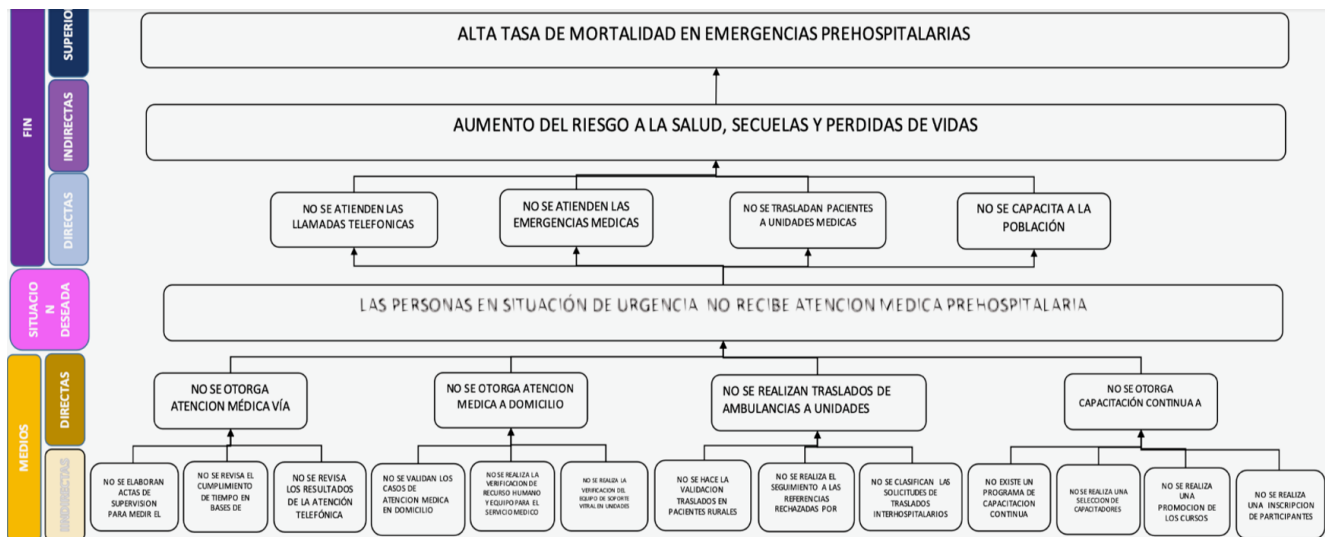 SUPERIO
ALTA TASA DE MORTALIDAD EN EMERGENCIAS PREHOSPITALARIAS
FIN
INDIRECTAS
AUMENTO DEL RIESGO A LA SALUD, SECUELAS Y PERDIDAS DE VIDAS
DIRECTAS
NO SE ATIENDEN LAS
LLAMADAS TELEFONICAS
NO SE ATIENDEN LAS
EMERGENCIAS MEDICAS
NO SE TRASLADAN PACIENTES
A UNIDADES MEDICAS
NO SE CAPACITA A LA
POBLACIÓN
SITUACIO
N
DESEADA
LAS PERSONAS EN SITUACIÓN DE URGENCIA NO RECIBE ATENCION MEDICA PREHOSPITALARIA
MEDIOS
DIRECTAS
NO SE OTORGA
ATENCION MÉDICA VÍA
NO SE OTORGA ATENCION
MEDICA A DOMICILIO
NO SE REALIZAN TRASLADOS DE
AMBULANCIAS A UNIDADES
NO SE OTORGA
CAPACITACIÓN CONTINUA A
INDIRECTAS
NO SE ELABORAN
ACTAS DE
SUPERVISION
PARA MEDIR EL
NO SE REVISA EL
CUMPLIMIENTO
DE TIEMPO EN
BASES DE
NO SE REVISA
LOS RESULTADOS
DE LA ATENCIÓN
TELEFÓNICA
NO SE VALIDAN LOS
CASOS DE
ATENCION MEDICA
EN DOMICILIO
NO SE REALIZA LA
VERIFICACION DE
RECURSO HUMANO
Y EQUIPO PARA EL
SERVICIO MEDICO
NO SE REALIZA LA
VERIFICACION DEL
EQUIPO DE SOPORTE
VITRAL EN UNIDADES
NO SE HACE LA
VALIDACION
TRASLADOS EN
PACIENTES RURALES
NO SE REALIZA EL
SEGUIMIENTO A LAS
REFERENCIAS
RECHAZADAS POR
NO SE CLASIFICAN LAS
SOLICITUDES DE
TRASLADOS
INTERHOSPITALARIOS
NO EXISTE UN
PROGRAMA DE
CAPACITACION
CONTINUA
NO SE REALIZA UNA
SELECCION DE
CAPACITADORES
NO SE REALIZA
UNA
PROMOCION DE
LOS CURSOS
NO SE REALIZA
UNA INSCRIPCION
DE PARTICIPANTES